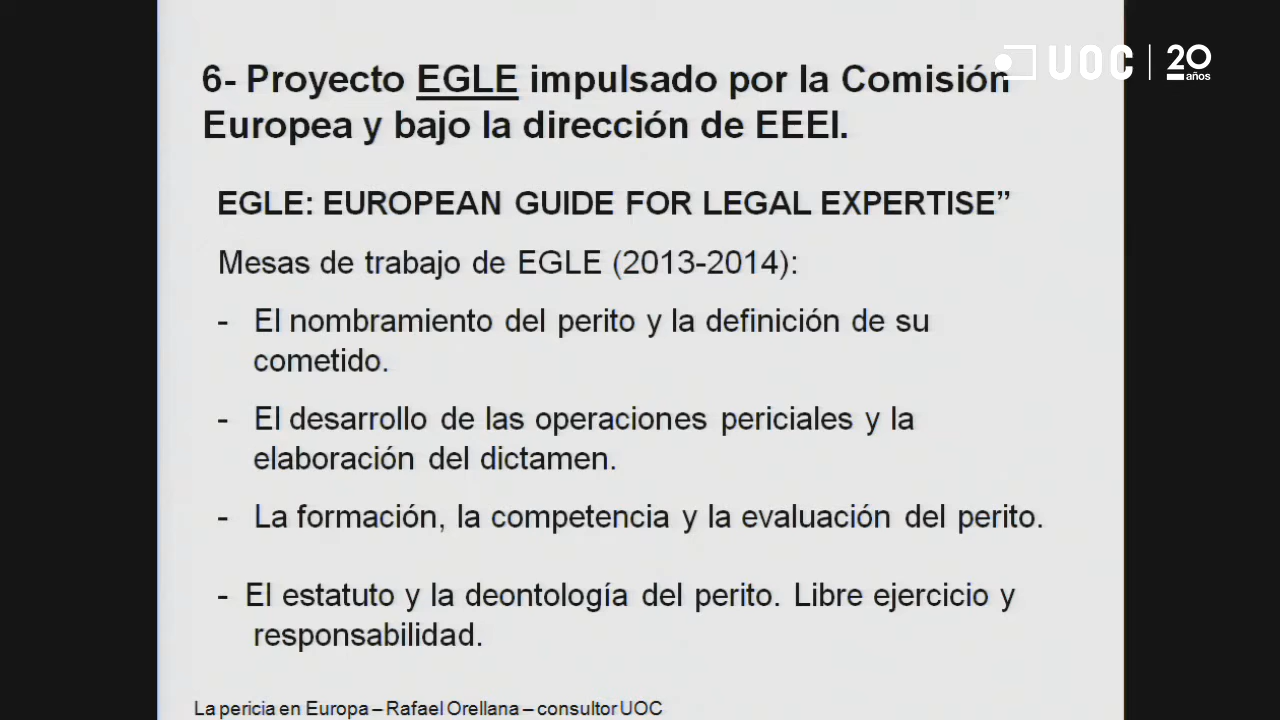 UOC | 20 años
6- Proyecto EGLE impulsado por la Comisión
Europea y bajo la dirección de EEEI.
EGLE: EUROPEAN GUIDE FOR LEGAL EXPERTISE”
Mesas de trabajo de EGLE (2013-2014):
- El nombramiento del perito y la definición de su
cometido.
- El desarrollo de las operaciones periciales y la
elaboración del dictamen.
- La formación, la competencia y la evaluación del perito.
- El estatuto y la deontología del perito. Libre ejercicio y
responsabilidad.
La pericia en Europa – Rafael Orellana – consultor UOC